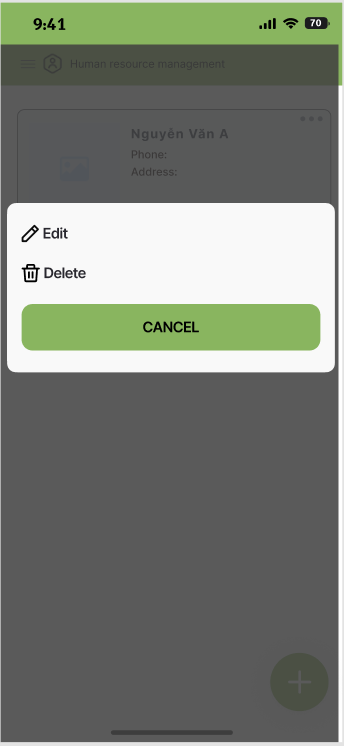 9:41
70
Human resource management
Nguyễn Văn A
Phone:
Address:
Edit
Delete
CANCEL